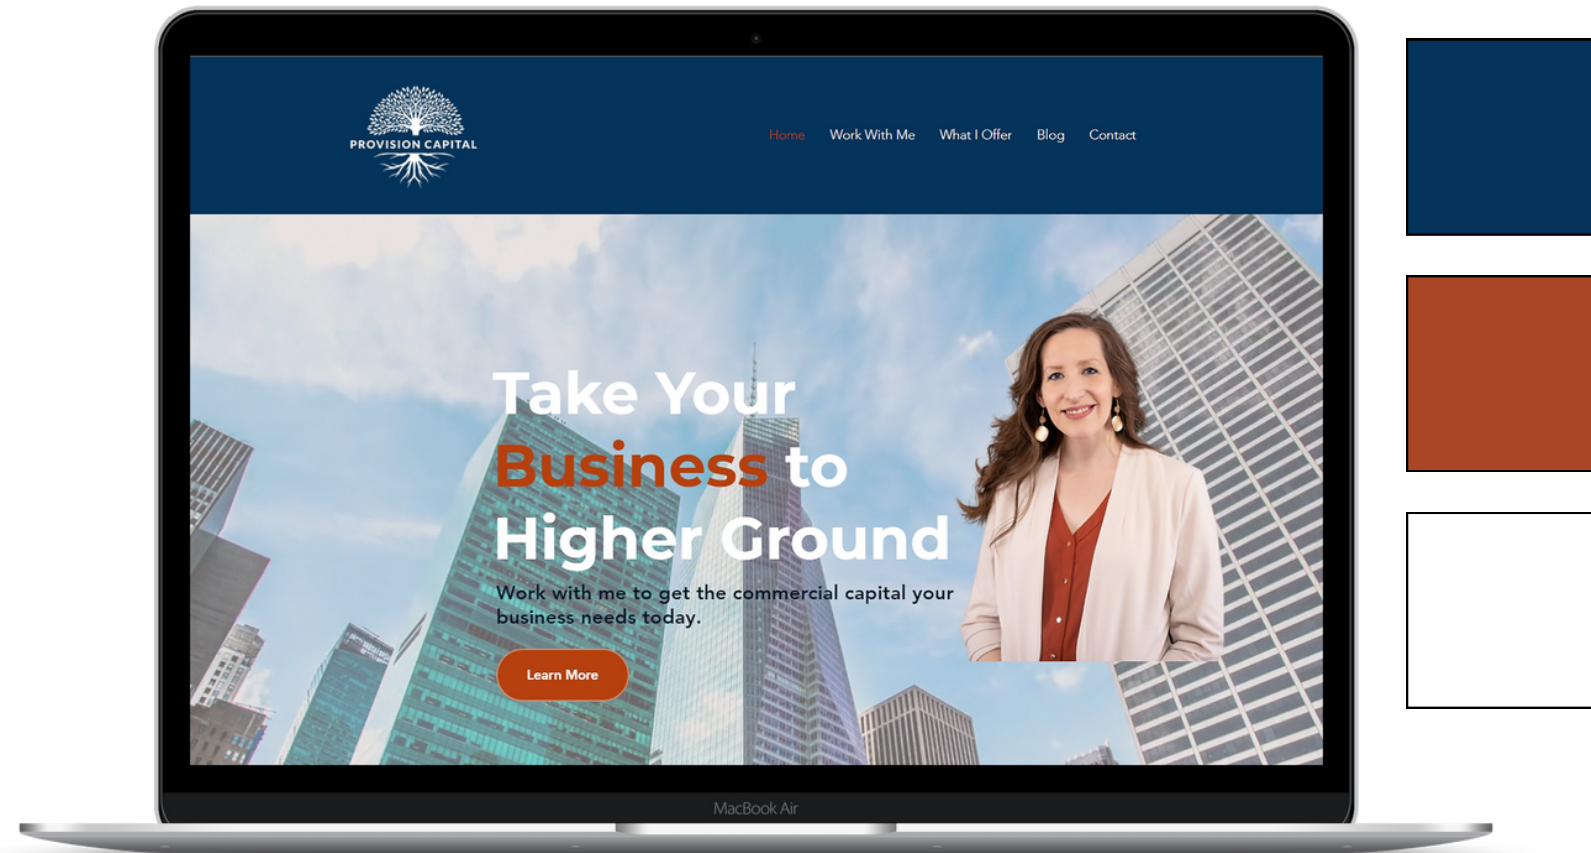 PROVISION CAPITAL
Home Work With Me What I Offer Blog Contact
Take Your
Business to
Higher Ground
Work with me to get the commercial capital your
business needs today.
Learn More
MacBook Air